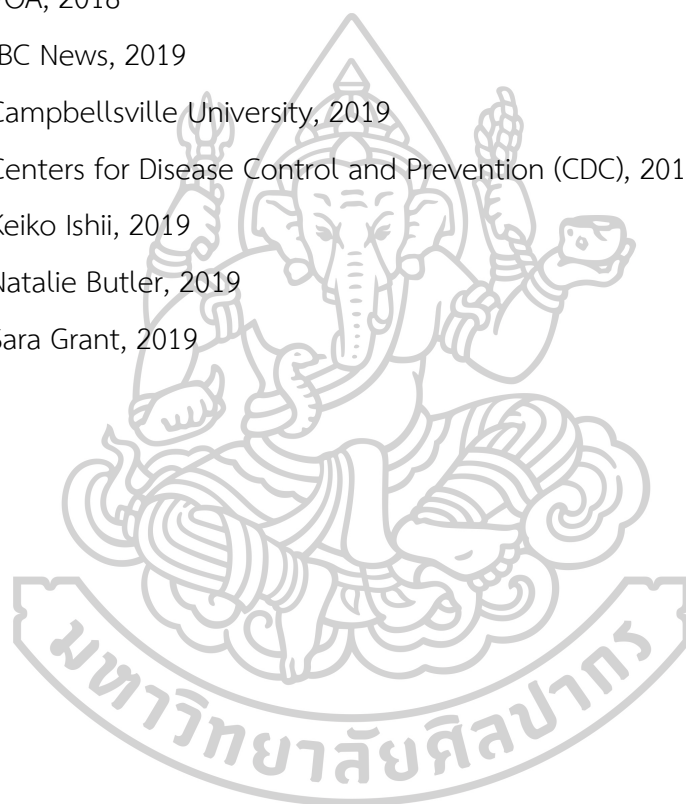 OA, 2018
BC News, 2019
Campbellsville University, 2019
Centers for Disease Control and Prevention (CDC), 201
Keiko Ishii, 2019
Natalie Butler, 2019
Sara Grant, 2019
มหาวิทยาลัยศิลปากร